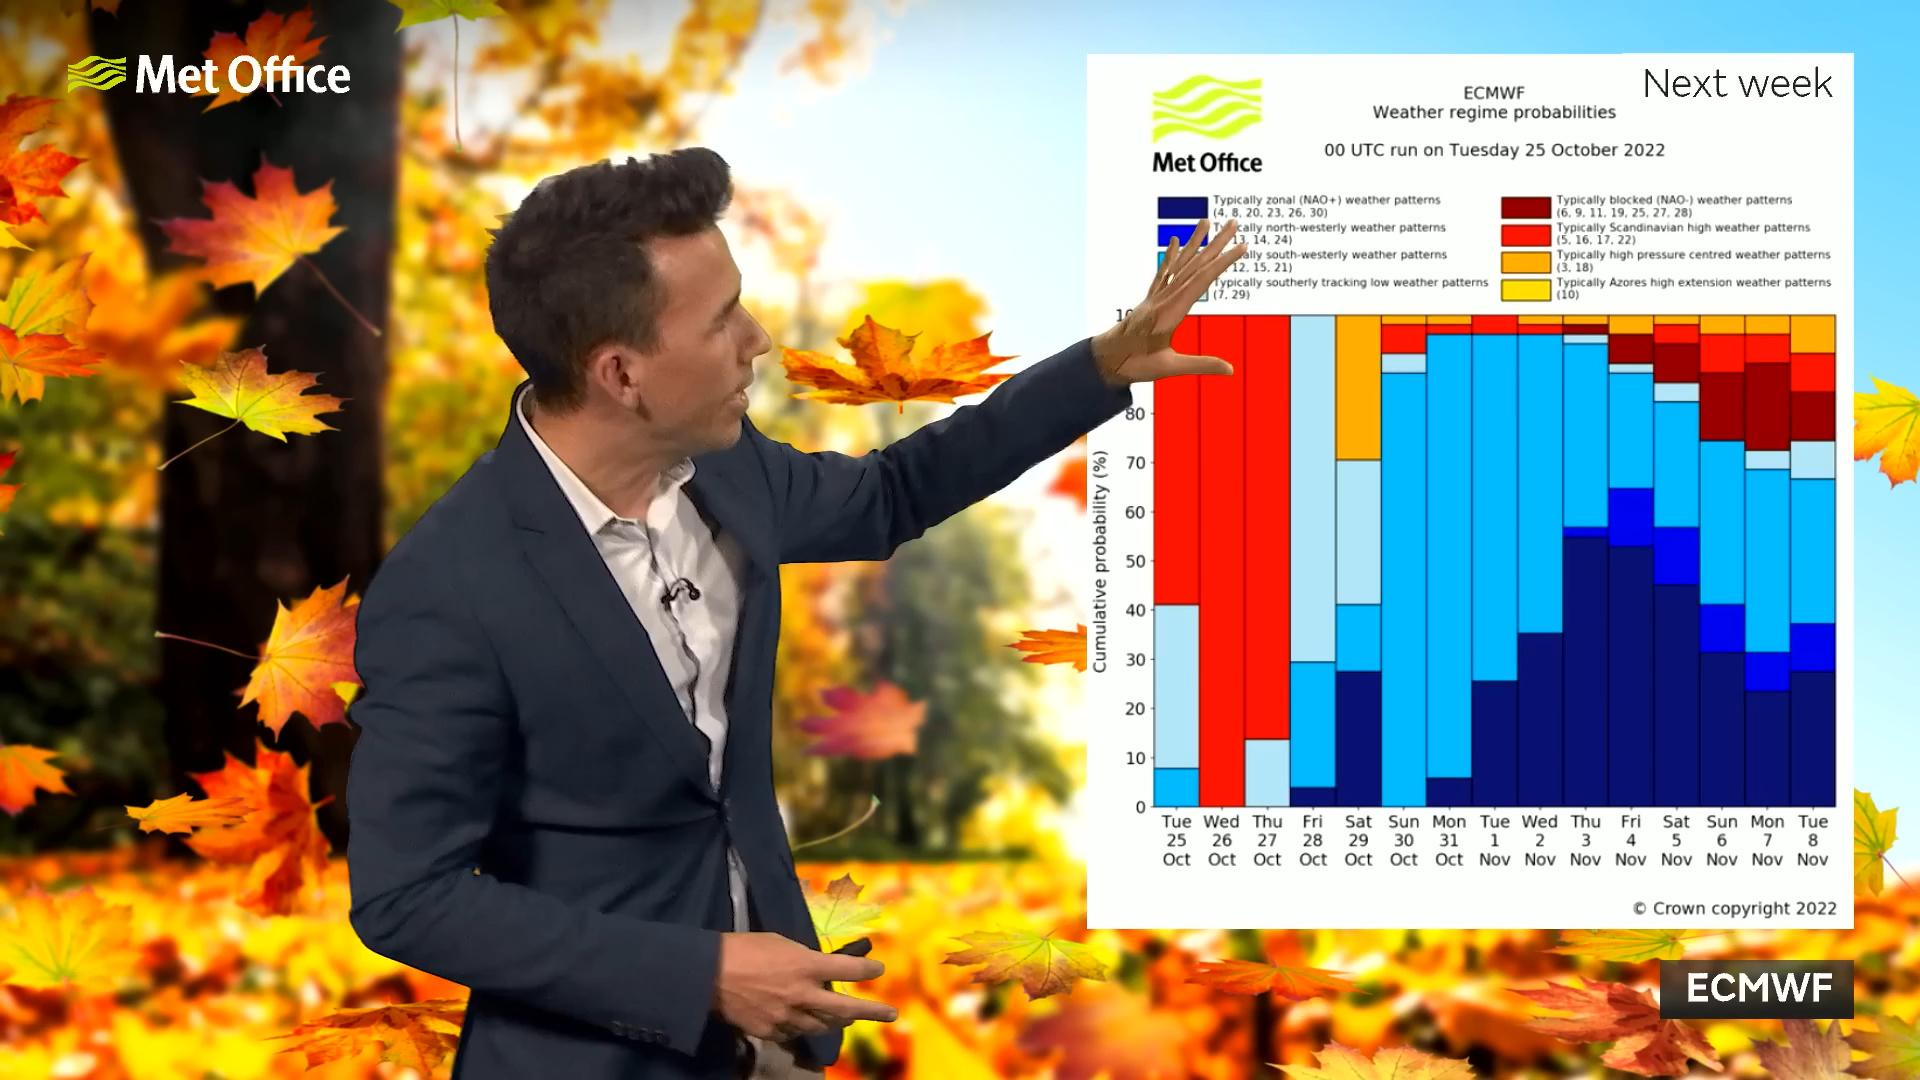 Met Office
Next week
Met Office
ECMWF
Weather regime probabilities
00 UTC run on Tuesday 25 October 2022
Typically zonal (NAO+) weather patterns
(4, 8, 20, 23, 26, 30)
north-westerly weather patterns
13, 14, 24)
south-westerly weather patterns
12, 15, 21)
Typically southerly tracking low weather patterns
(7, 29)
Typically blocked (NAO-) weather patterns
(6, 9, 11, 19, 25, 27, 28)
Typically Scandinavian high weather patterns
(5, 16, 17, 22)
Typically high pressure centred weather patterns
(3, 18)
Typically Azores high extension weather patterns
(10)
Cumulative probability (%)
80
70
60
50
40
30
20
10
0
Tue Wed Thu Fri Sat Sun Mon Tue Wed Thu Fri Sat Sun Mon Tue
25 26 27 28 29 30 31 1 2 3 4 5 6 7 8
Oct Oct Oct Oct Oct Oct Oct Nov Nov Nov Nov Nov Nov Nov Nov
© Crown copyright 2022
ECMWF